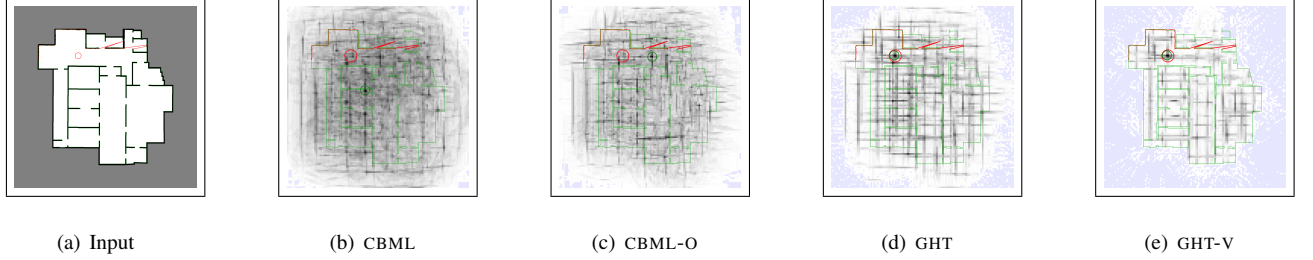 (a) Input
(b) CBML
(c) CBML-O
(d) GHT
(e) GHT-V